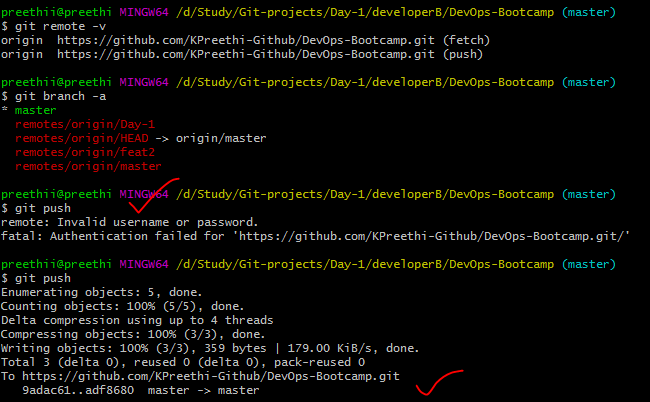 preethii@preethi MINGW64 /d/Study/Git-projects/Day-1/developerB/DevOps-Bootcamp (master)
$ git remote -v
origin  https://github.com/KPreethi-Github/DevOps-Bootcamp.git (fetch)
origin  https://github.com/KPreethi-Github/DevOps-Bootcamp.git (push)
preethii@preethi MINGW64 /d/Study/Git-projects/Day-1/developerB/DevOps-Bootcamp (master)
$ git branch -a
* master
  remotes/origin/Day-1
  remotes/origin/HEAD -> origin/master
  remotes/origin/feat2
  remotes/origin/master
preethii@preethi MINGW64 /d/Study/Git-projects/Day-1/developerB/DevOps-Bootcamp (master)
$ git push
remote: Invalid username or password.
fatal: Authentication failed for 'https://github.com/KPreethi-Github/DevOps-Bootcamp.git/'
preethii@preethi MINGW64 /d/Study/Git-projects/Day-1/developerB/DevOps-Bootcamp (master)
$ git push
Enumerating objects: 5, done.
Counting objects: 100% (5/5), done.
Delta compression using up to 4 threads
Compressing objects: 100% (3/3), done.
Writing objects: 100% (3/3), 359 bytes | 179.00 KiB/s, done.
Total 3 (delta 0), reused 0 (delta 0), pack-reused 0
To https://github.com/KPreethi-Github/DevOps-Bootcamp.git
   9adac61..adf8680  master -> master